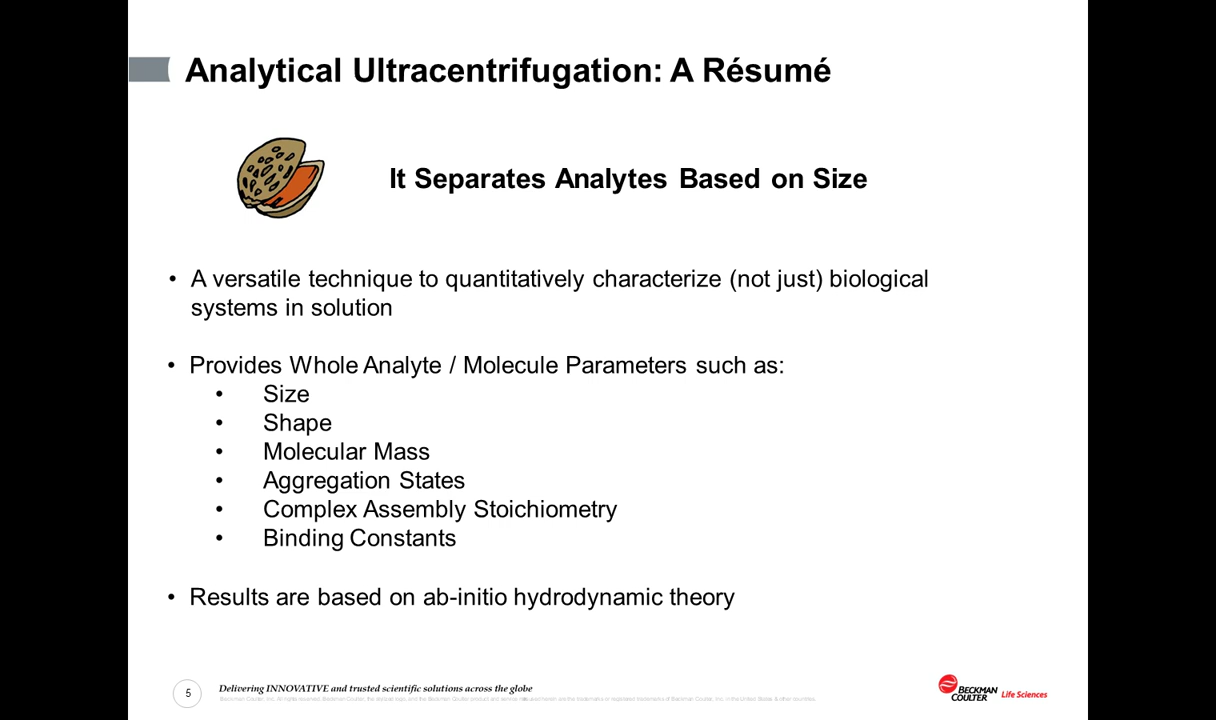 Analytical Ultracentrifugation: A Résumé
It Separates Analytes Based on Size
• A versatile technique to quantitatively characterize (not just) biological
systems in solution
• Provides Whole Analyte / Molecule Parameters such as:
• Size
• Shape
• Molecular Mass
• Aggregation States
• Complex Assembly Stoichiometry
• Binding Constants
• Results are based on ab-initio hydrodynamic theory
5
Delivering INNOVATIVE and trusted scientific solutions across the globe
BECKMAN
COULTER
Life Sciences